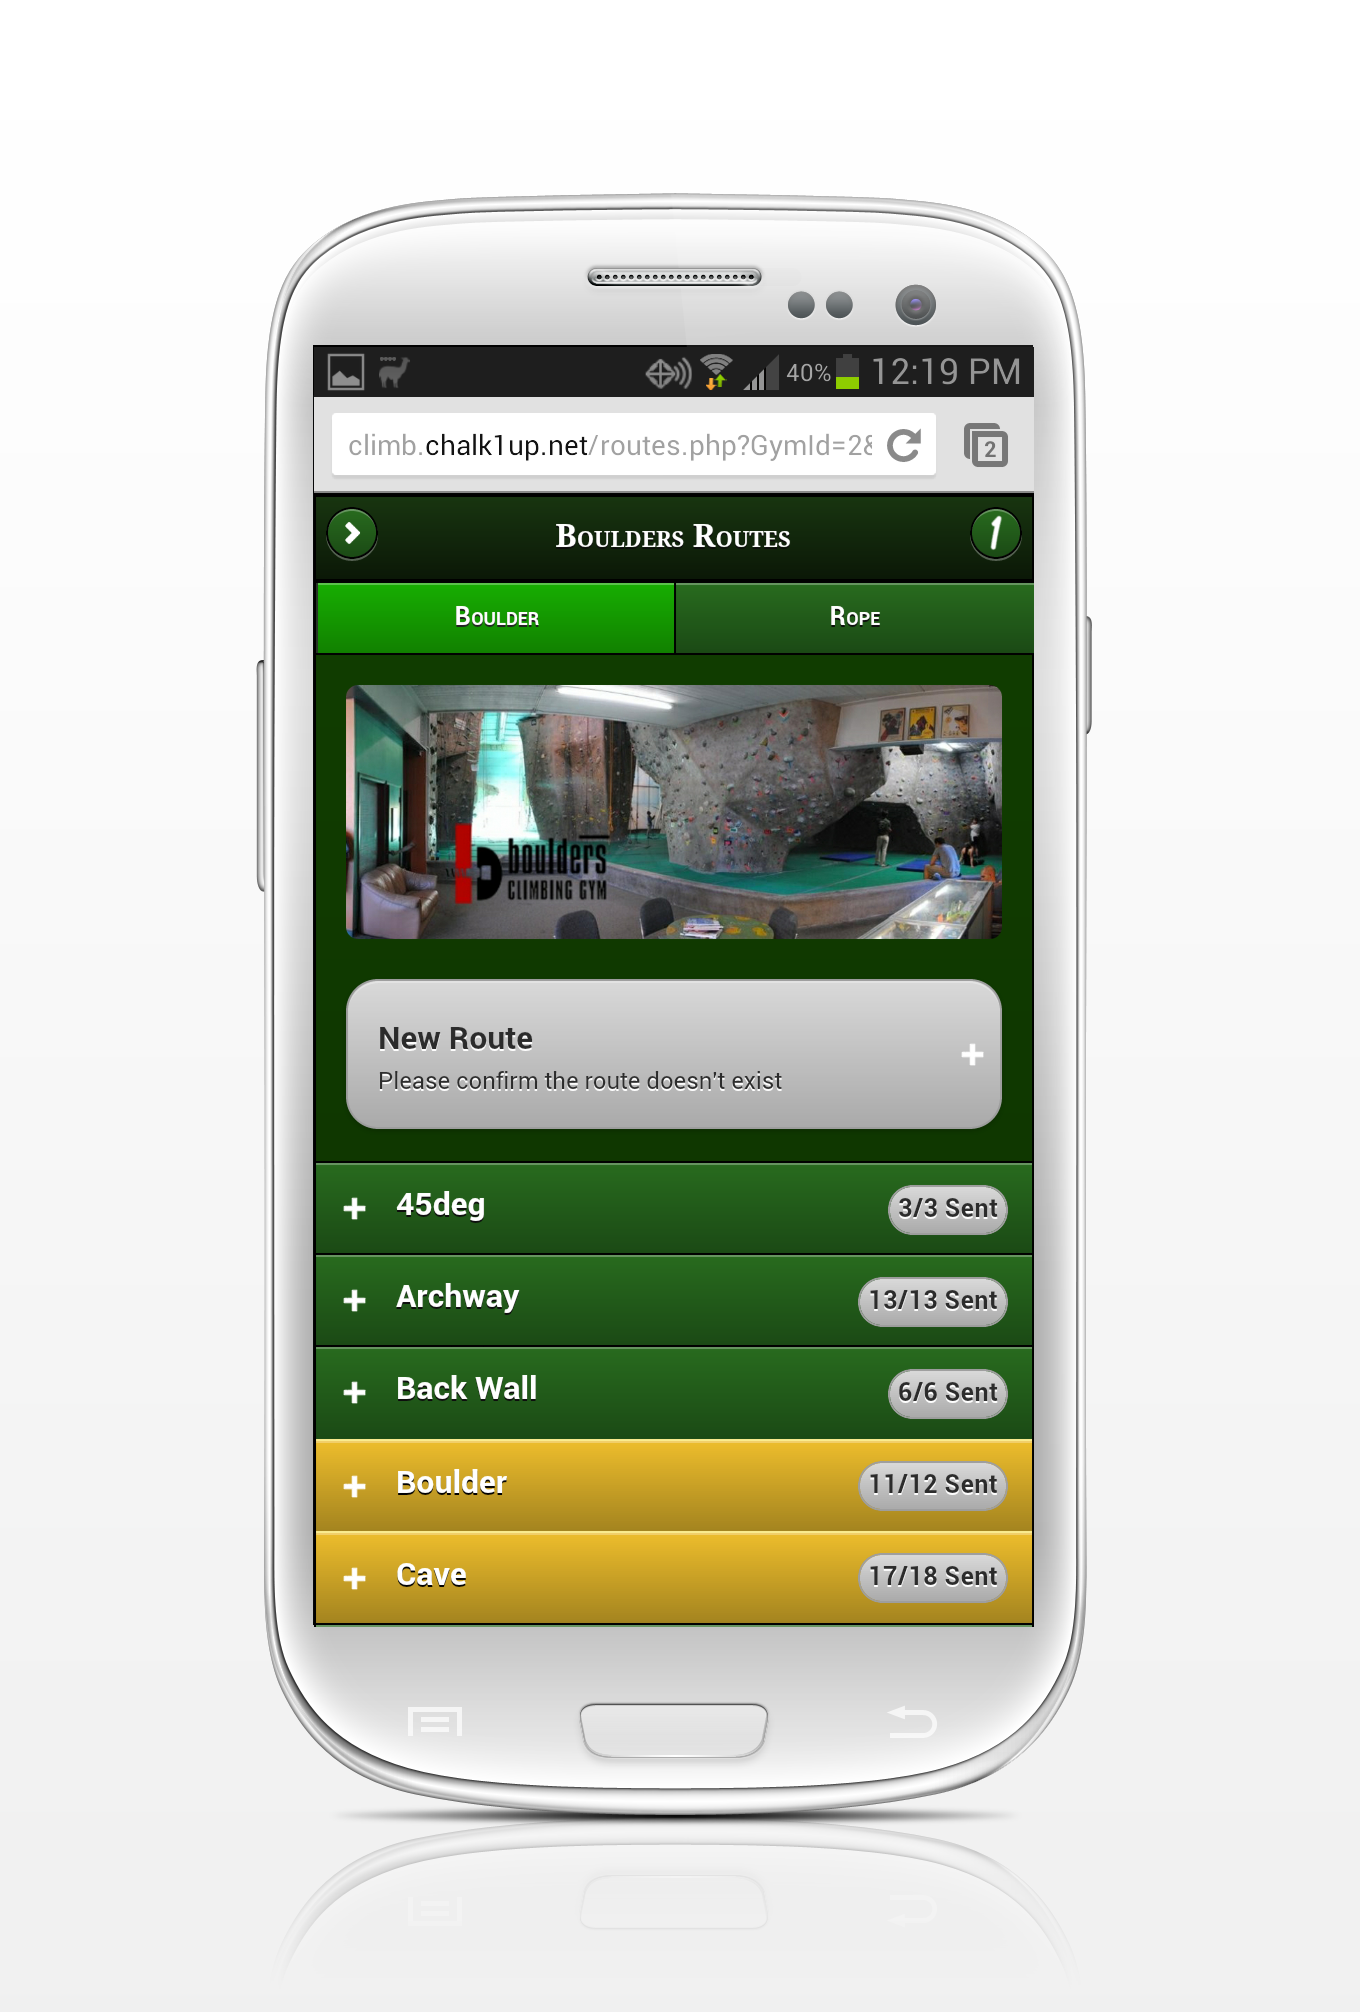 40% 12:19 PM
climb.chalk1up.net/routes.php?GymId=2&
2
Boulders Routes
1
Boulder Rope
boulders
CLIMBING GYM
New Route
Please confirm the route doesn't exist
45deg 3/3 Sent
Archway 13/13 Sent
Back Wall 6/6 Sent
Boulder 11/12 Sent
Cave 17/18 Sent